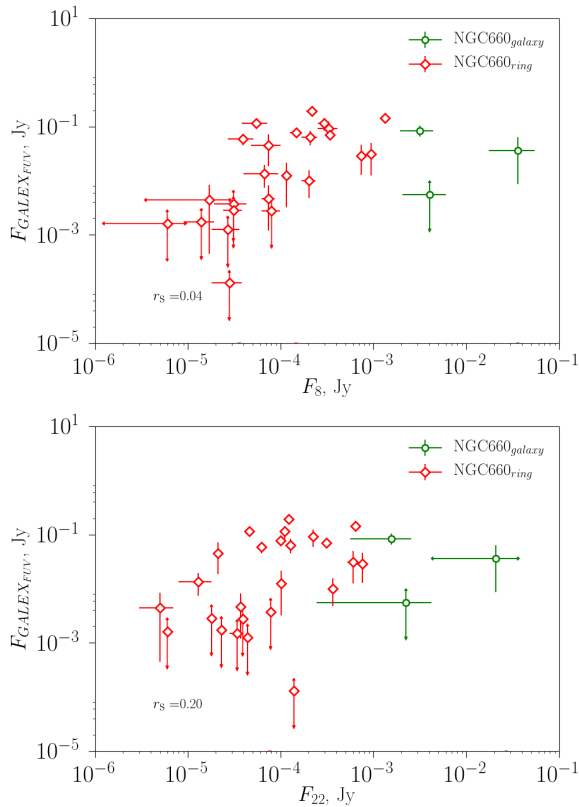 10^1
NGC660_galaxy
NGC660_ring
10^-1
F_GALEX_FUV, Jy
10^-3
r_8 =0.04
10^-5
10^-6 10^-5 10^-4 10^-3 10^-2 10^-1
F_8, Jy
10^1
NGC660_galaxy
NGC660_ring
10^-1
F_GALEX_FUV, Jy
10^-3
r_8 =0.20
10^-5
10^-6 10^-5 10^-4 10^-3 10^-2 10^-1
F_22, Jy